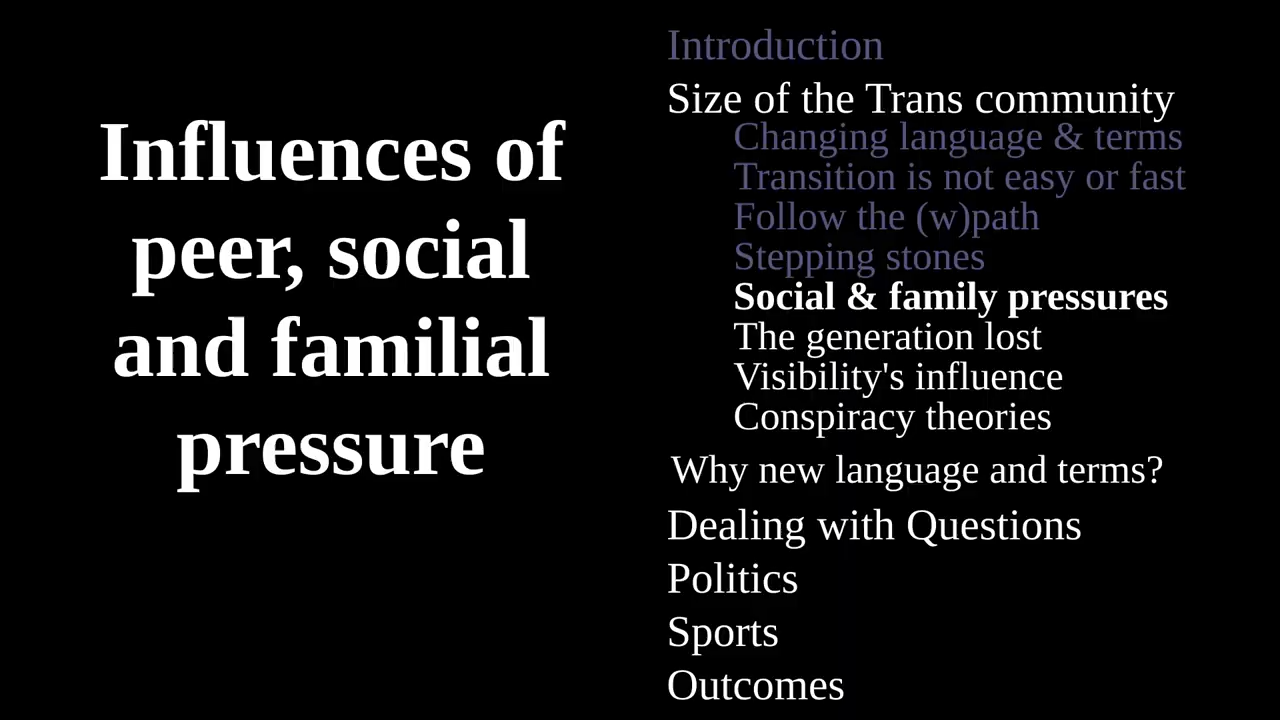 Influences of
peer, social
and familial
pressure
Introduction
Size of the Trans community
Changing language & terms
Transition is not easy or fast
Follow the (w)path
Stepping stones
Social & family pressures
The generation lost
Visibility's influence
Conspiracy theories
Why new language and terms?
Dealing with Questions
Politics
Sports
Outcomes